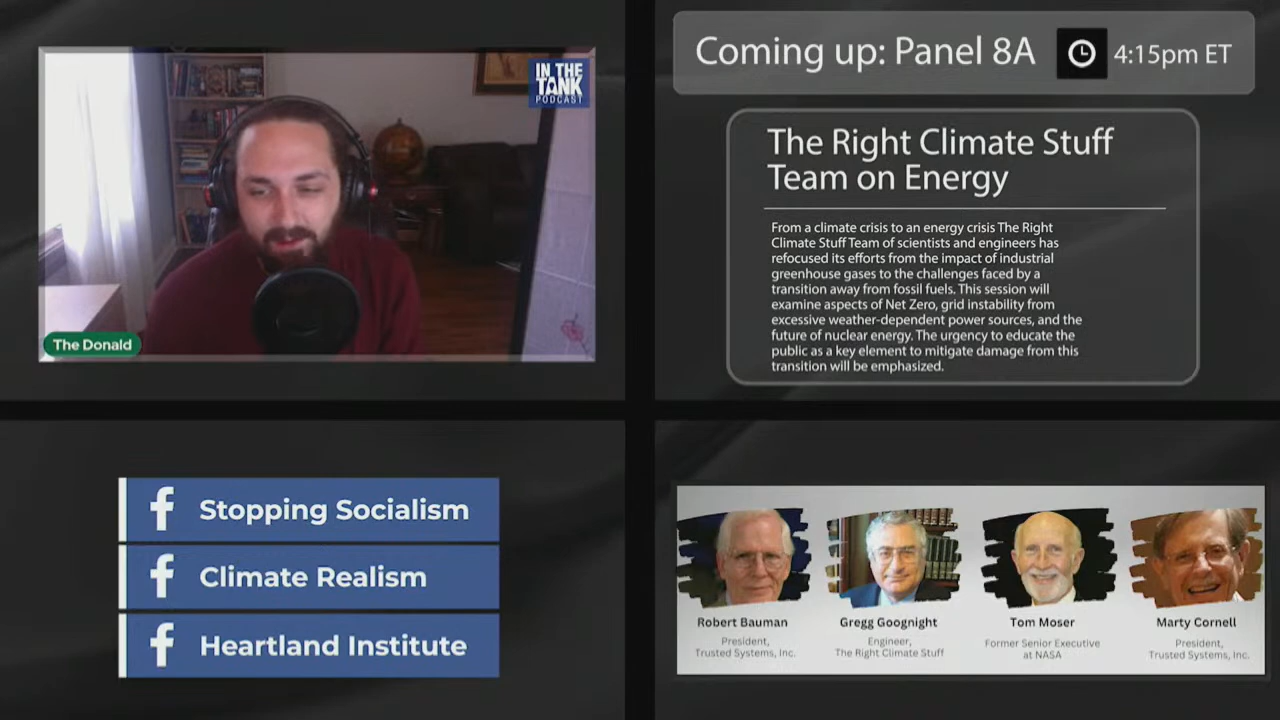 IN THE
TANK
PODCAST
The Donald
Coming up: Panel 8A
4:15pm ET
The Right Climate Stuff
Team on Energy
From a climate crisis to an energy crisis The Right
Climate Stuff Team of scientists and engineers has
refocused its efforts from the impact of industrial
greenhouse gases to the challenges faced by a
transition away from fossil fuels. This session will
examine aspects of Net Zero, grid instability from
excessive weather-dependent power sources, and the
future of nuclear energy. The urgency to educate the
public as a key element to mitigate damage from this
transition will be emphasized.
Stopping Socialism
Climate Realism
Heartland Institute
Robert Bauman
President,
Trusted Systems, Inc.
Gregg Goognight
Engineer,
The Right Climate Stuff
Tom Moser
Former Senior Executive
at NASA
Marty Cornell
President,
Trusted Systems, Inc.